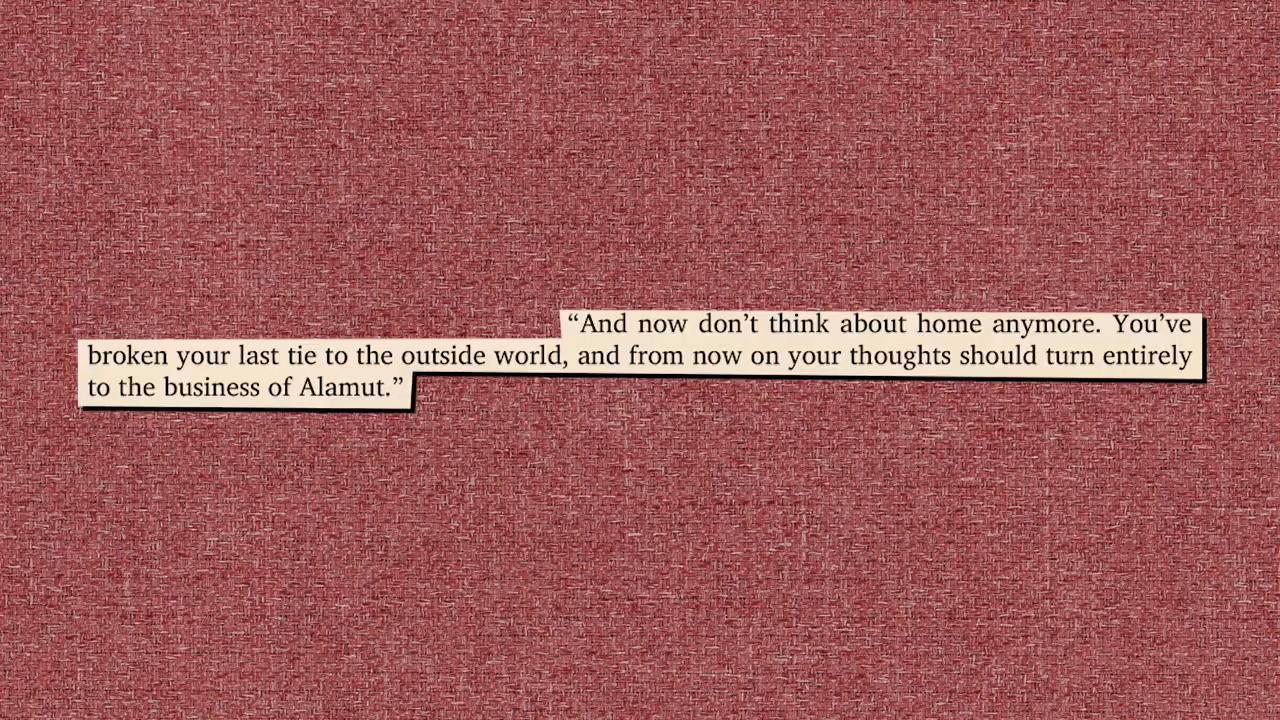 “And now don’t think about home anymore. You’ve
broken your last tie to the outside world, and from now on your thoughts should turn entirely
to the business of Alamut.”